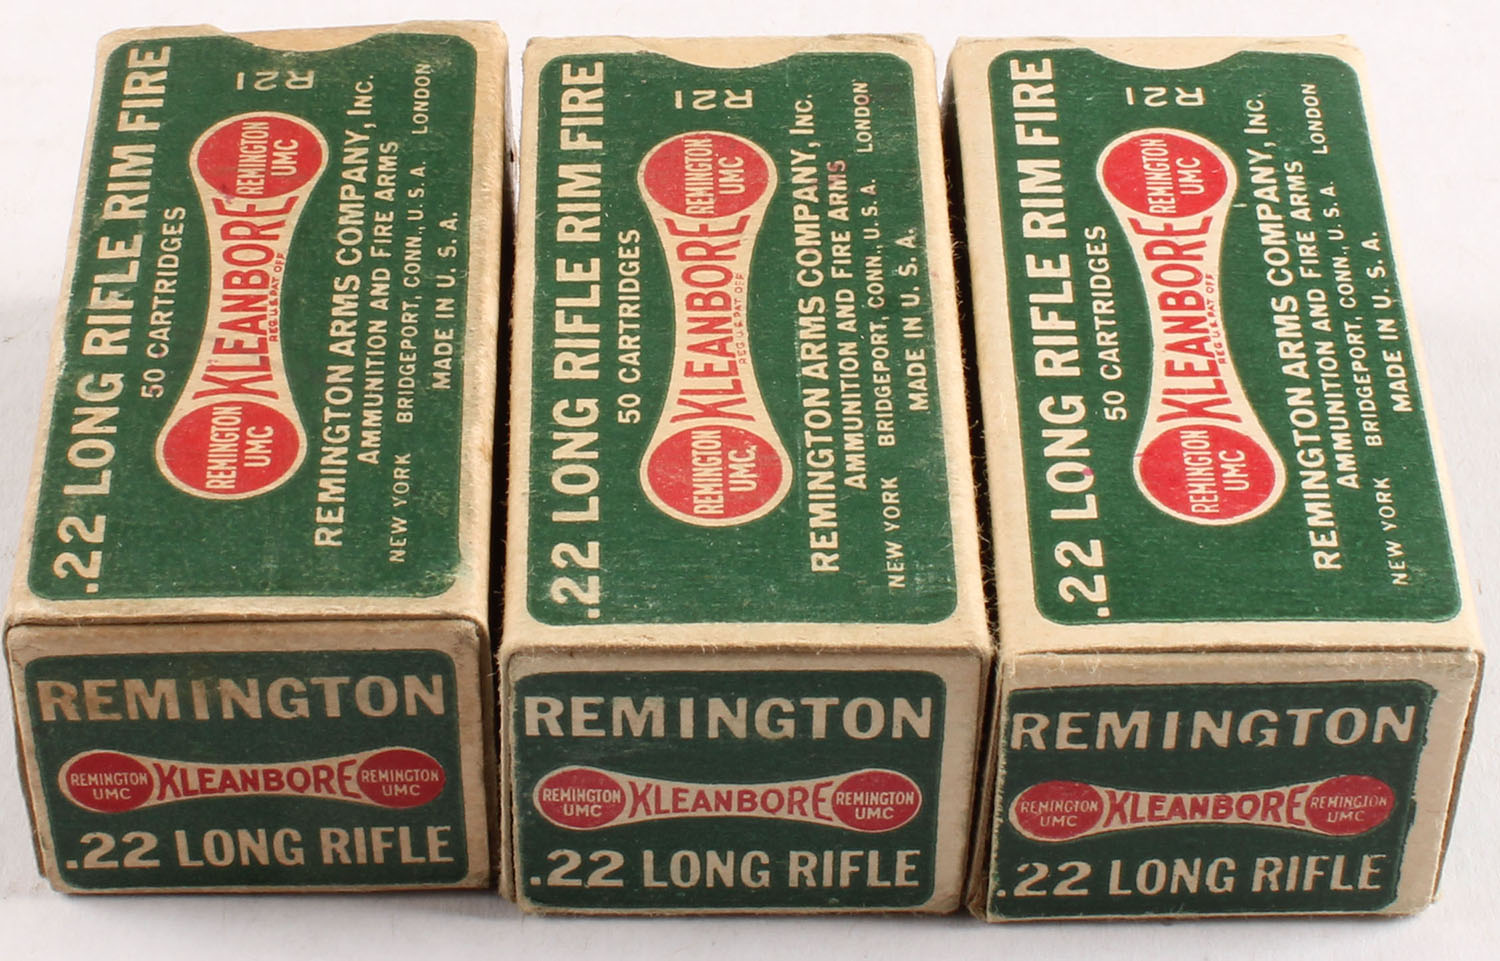 .22 LONG RIFLE RIM FIRE
50 CARTRIDGES
REMINGTON
UMC
KLEANBORE
REG. U.S. PAT. OFF.
REMINGTON
UMC
12
R
REMINGTON ARMS COMPANY, INC.
AMMUNITION AND FIRE ARMS
NEW YORK BRIDGEPORT, CONN., U.S.A. LONDON
MADE IN U.S.A.
REMINGTON
REMINGTON
UMC
KLEANBORE
REMINGTON
UMC
.22 LONG RIFLE
.22 LONG RIFLE RIM FIRE
50 CARTRIDGES
REMINGTON
UMC
KLEANBORE
REG. U.S. PAT. OFF.
REMINGTON
UMC
12
R
REMINGTON ARMS COMPANY, INC.
AMMUNITION AND FIRE ARMS
NEW YORK BRIDGEPORT, CONN., U.S.A. LONDON
MADE IN U.S.A.
REMINGTON
REMINGTON
UMC
KLEANBORE
REMINGTON
UMC
.22 LONG RIFLE
.22 LONG RIFLE RIM FIRE
50 CARTRIDGES
REMINGTON
UMC
KLEANBORE
REG. U.S. PAT. OFF.
REMINGTON
UMC
12
R
REMINGTON ARMS COMPANY, INC.
AMMUNITION AND FIRE ARMS
NEW YORK BRIDGEPORT, CONN., U.S.A. LONDON
MADE IN U.S.A.
REMINGTON
REMINGTON
UMC
KLEANBORE
REMINGTON
UMC
.22 LONG RIFLE